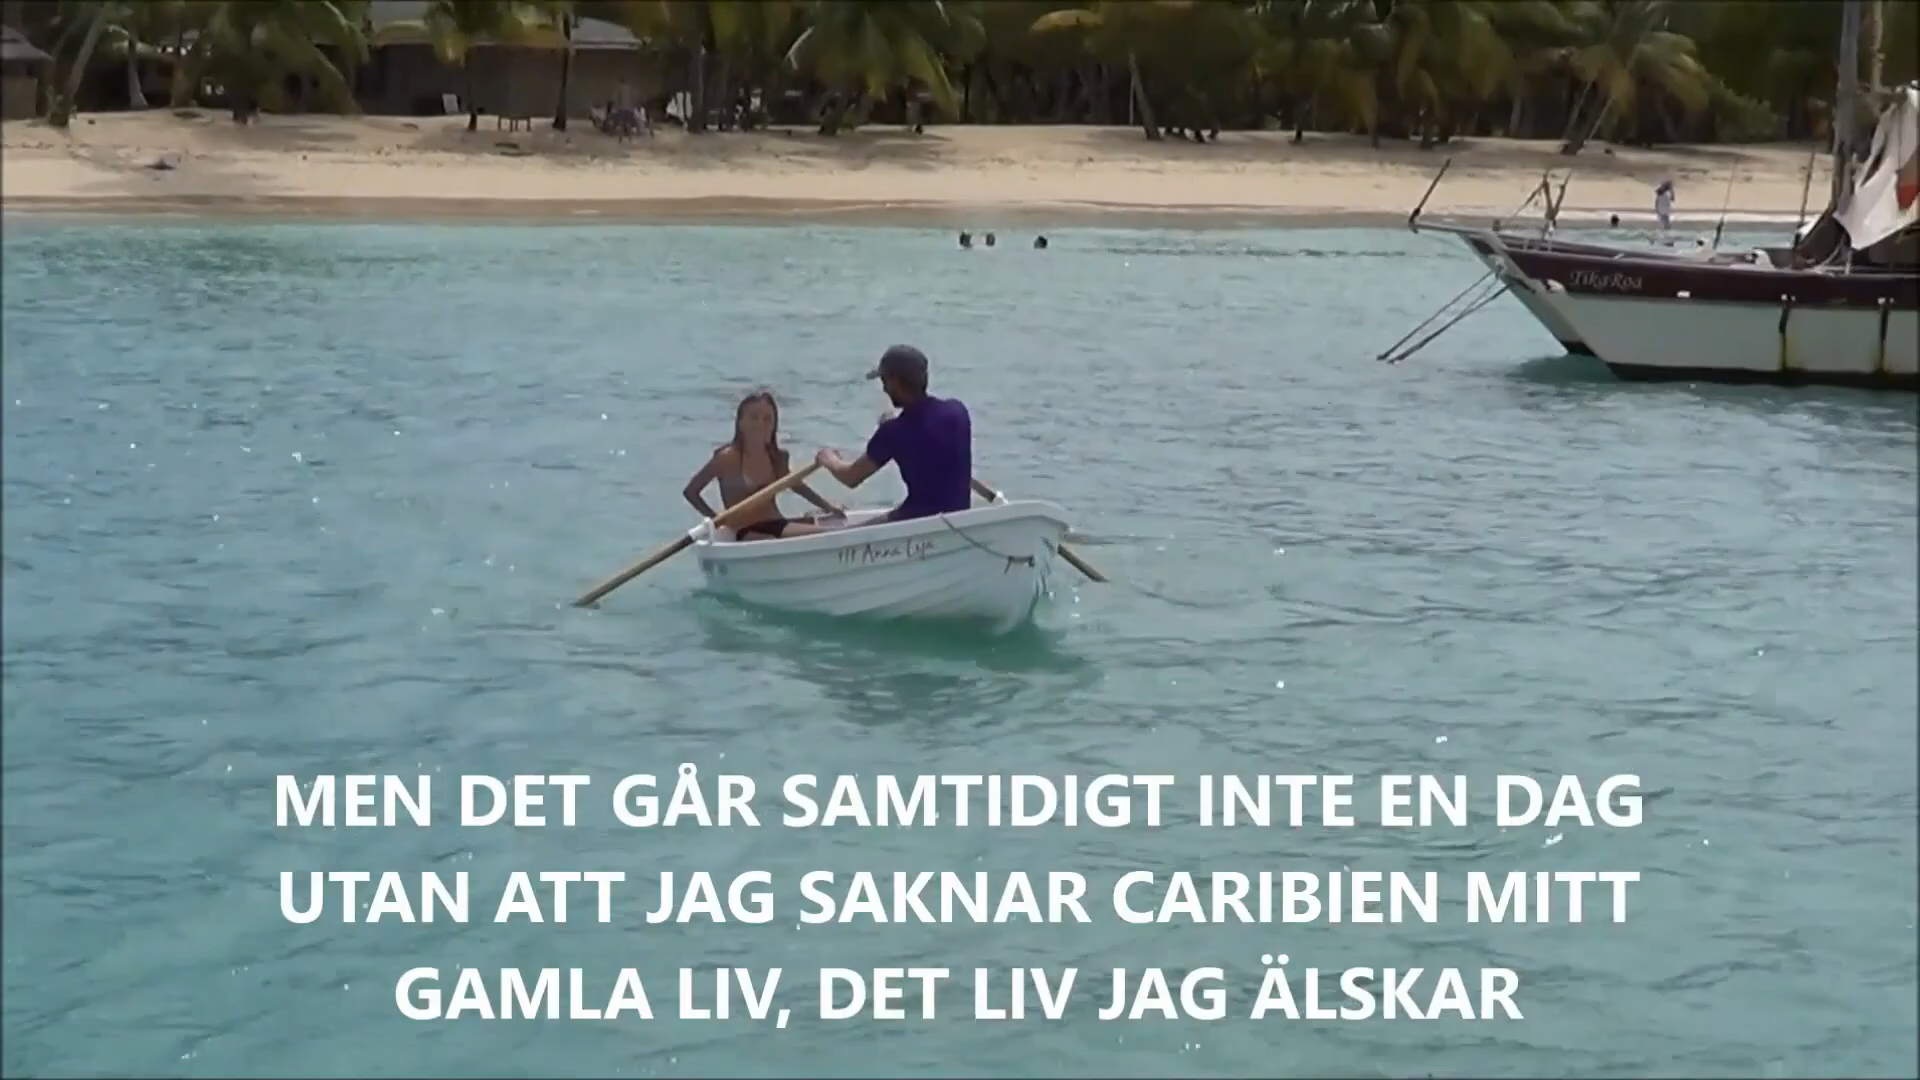 TikaRoa
MEN DET GÅR SAMTIDIGT INTE EN DAG
UTAN ATT JAG SAKNAR CARIBIEN MITT
GAMLA LIV, DET LIV JAG ÄLSKAR